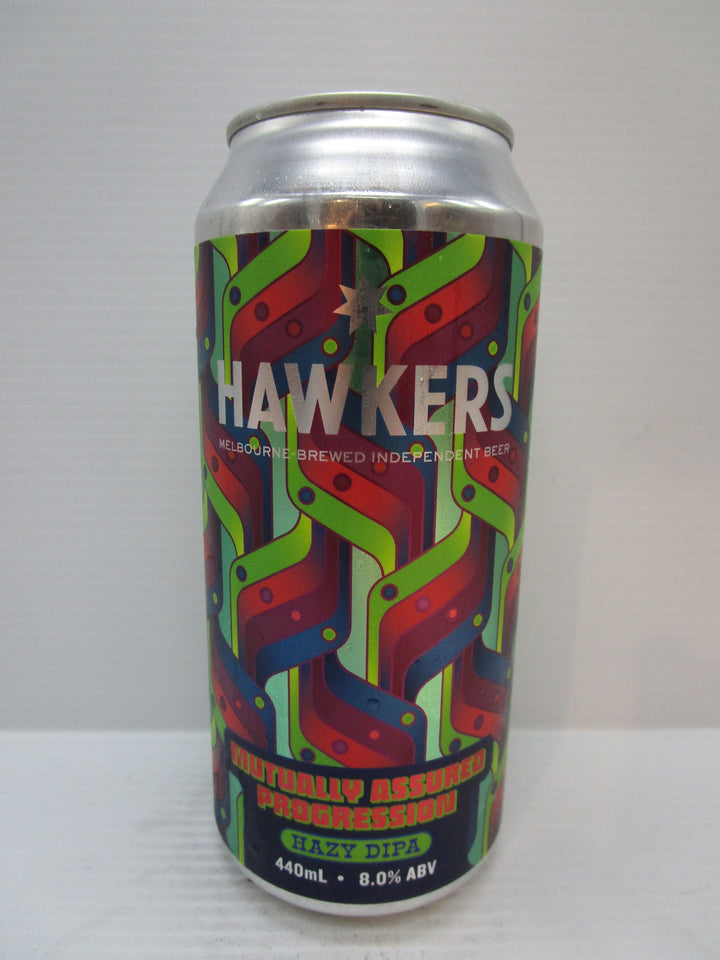 HAWKERS
MELBOURNE-BREWED INDEPENDENT BEER
MUTUALLY ASSURED
PROGRESSION
HAZY DIPA
440mL • 8.0% ABV